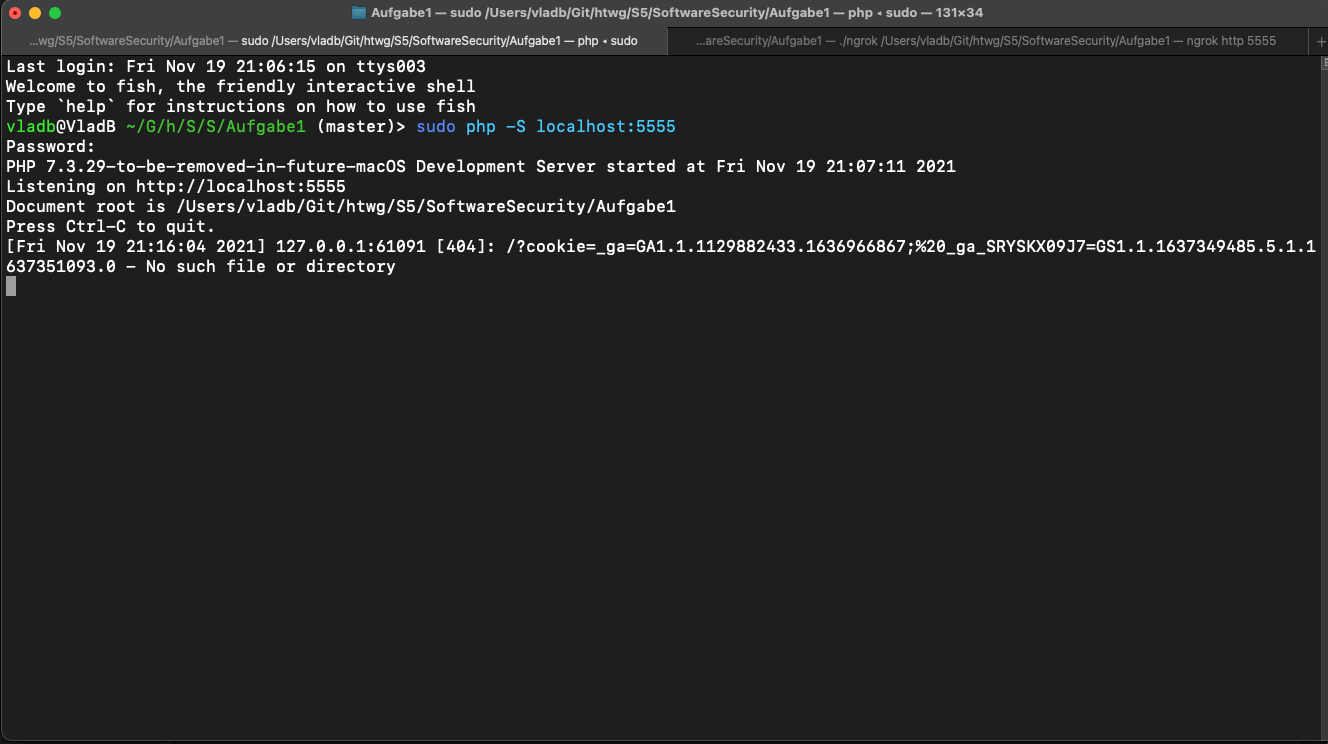 Aufgabe1 — sudo /Users/vladb/Git/htwg/S5/SoftwareSecurity/Aufgabe1 — php ◂ sudo — 131×34
...wg/S5/SoftwareSecurity/Aufgabe1 — sudo /Users/vladb/Git/htwg/S5/SoftwareSecurity/Aufgabe1 — php ◂ sudo
...areSecurity/Aufgabe1 — ./ngrok /Users/vladb/Git/htwg/S5/SoftwareSecurity/Aufgabe1 — ngrok http 5555
Last login: Fri Nov 19 21:06:15 on ttys003
Welcome to fish, the friendly interactive shell
Type `help` for instructions on how to use fish
vladb@VladB ~/G/h/S/S/Aufgabe1 (master)> sudo php -S localhost:5555
Password:
PHP 7.3.29-to-be-removed-in-future-macOS Development Server started at Fri Nov 19 21:07:11 2021
Listening on http://localhost:5555
Document root is /Users/vladb/Git/htwg/S5/SoftwareSecurity/Aufgabe1
Press Ctrl-C to quit.
[Fri Nov 19 21:16:04 2021] 127.0.0.1:61091 [404]: /?cookie=_ga=GA1.1.1129882433.1636966867;%20_ga_SRYSKX09J7=GS1.1.1637349485.5.1.1
637351093.0 - No such file or directory